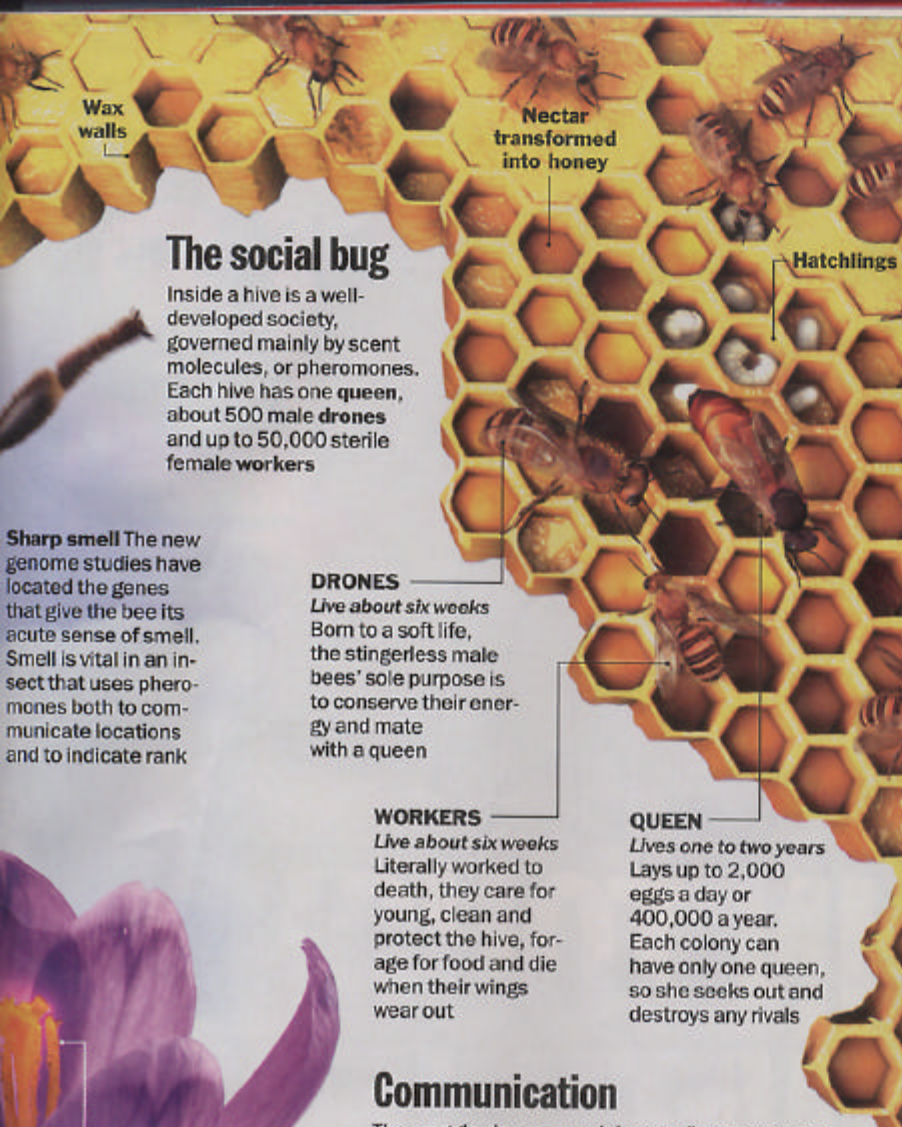 Wax
walls
Nectar
transformed
into honey
Hatchlings
The social bug
Inside a hive is a well-
developed society,
governed mainly by scent
molecules, or pheromones.
Each hive has one queen,
about 500 male drones
and up to 50,000 sterile
female workers
Sharp smell The new
genome studies have
located the genes
that give the bee its
acute sense of smell.
Smell is vital in an in-
sect that uses phero-
mones both to com-
municate locations
and to indicate rank
DRONES
Live about six weeks
Born to a soft life,
the stingerless male
bees' sole purpose is
to conserve their ener-
gy and mate
with a queen
WORKERS
Live about six weeks
Literally worked to
death, they care for
young, clean and
protect the hive, for-
age for food and die
when their wings
wear out
QUEEN
Lives one to two years
Lays up to 2,000
eggs a day or
400,000 a year.
Each colony can
have only one queen,
so she seeks out and
destroys any rivals
Communication